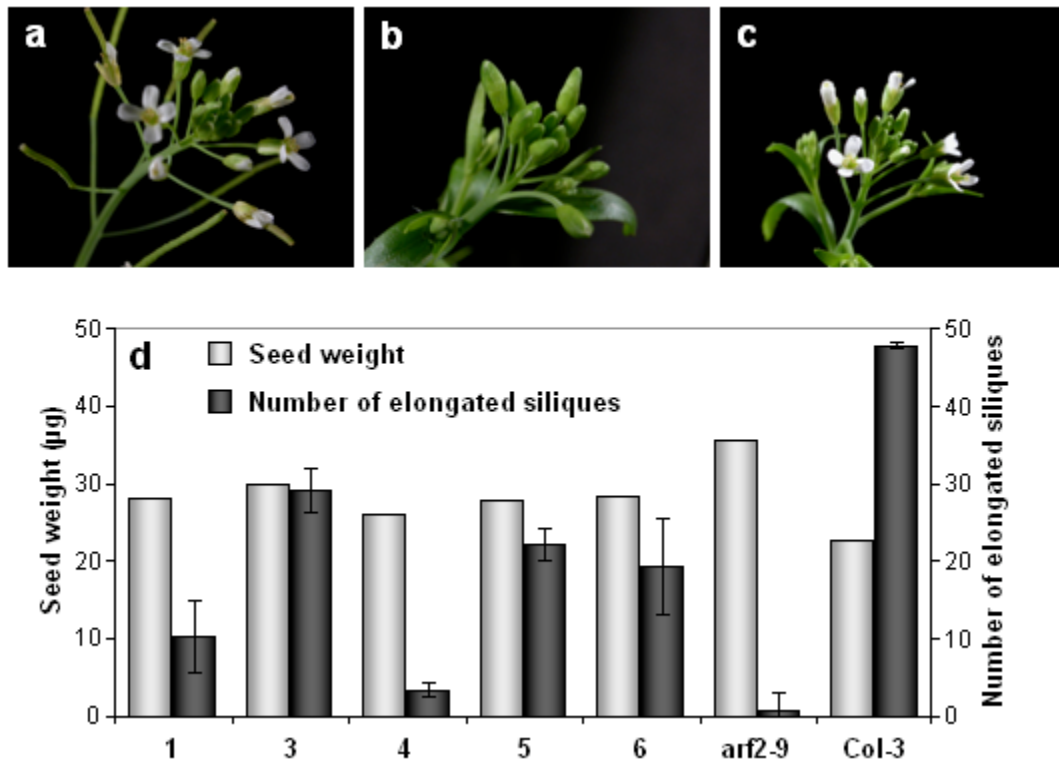 a
b
c
d
Seed weight
Number of elongated siliques
Seed weight (µg)
50
40
30
20
10
0
50
40
30
20
10
0
Number of elongated siliques
1 3 4 5 6 arf2-9 Col-3